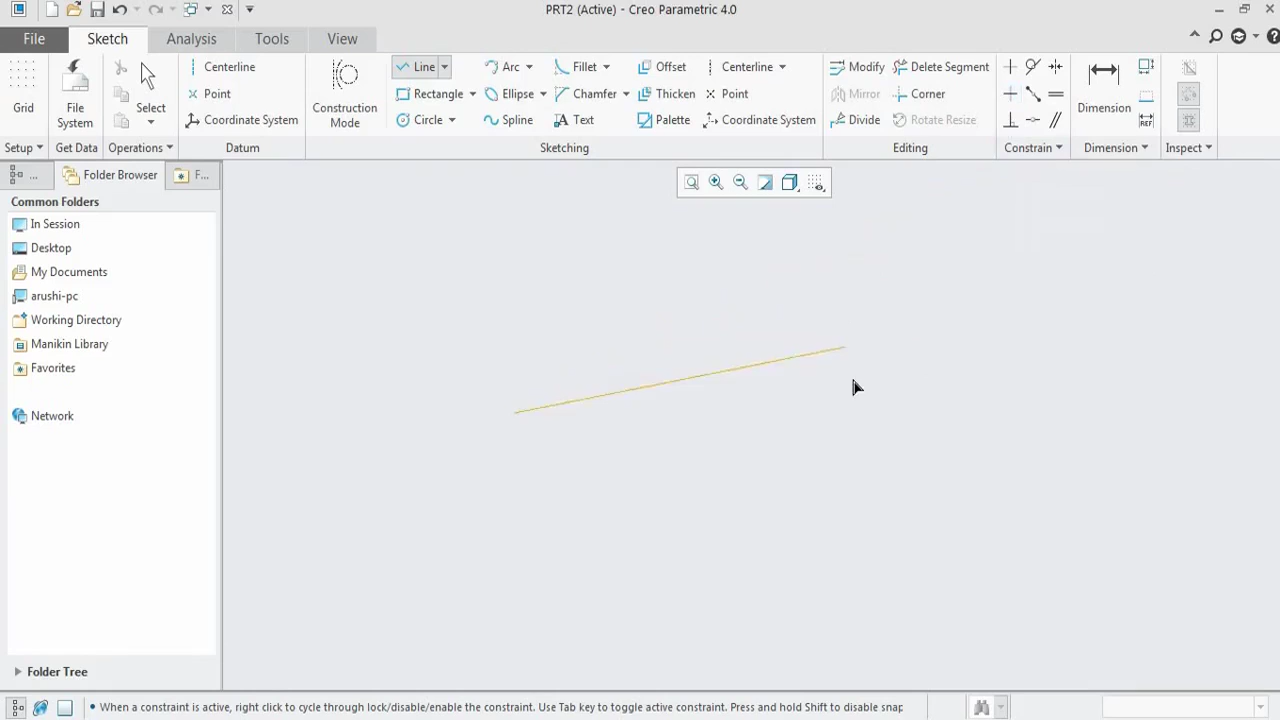 PRT2 (Active) - Creo Parametric 4.0
File Sketch Analysis Tools View
Grid
File System
Select
Centerline
Point
Coordinate System
Construction Mode
Line Arc Fillet Offset Centerline
Rectangle Ellipse Chamfer Thicken Point
Circle Spline Text Palette Coordinate System
Modify Delete Segment
Mirror Corner
Divide Rotate Resize
Dimension
REF
Setup Get Data Operations Datum Sketching Editing Constrain Dimension Inspect
... Folder Browser F...
Common Folders
In Session
Desktop
My Documents
arushi-pc
Working Directory
Manikin Library
Favorites
Network
Folder Tree
• When a constraint is active, right click to cycle through lock/disable/enable the constraint. Use Tab key to toggle active constraint. Press and hold Shift to disable snap